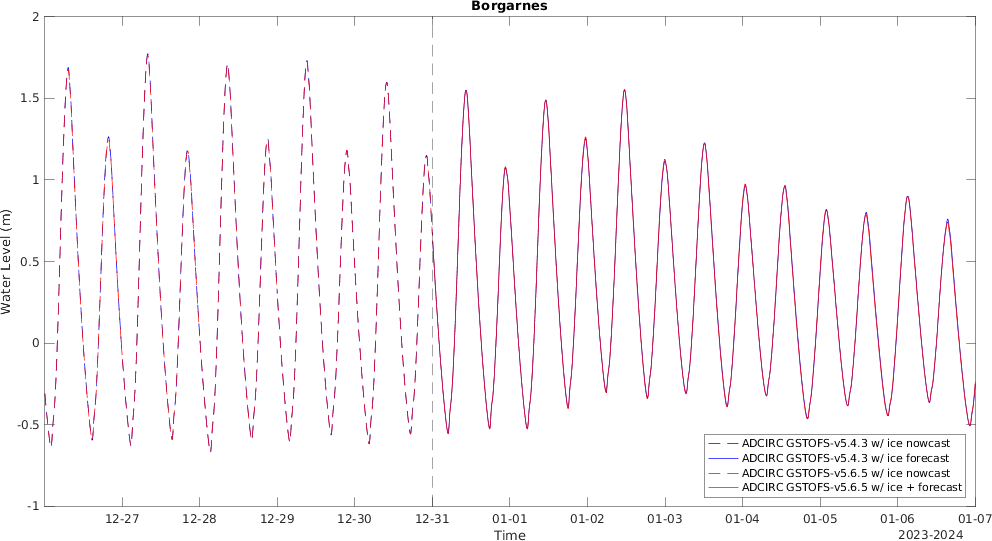 Borgarnes
Water Level (m)
2
1.5
1
0.5
0
-0.5
-1
12-27 12-28 12-29 12-30 12-31 01-01 01-02 01-03 01-04 01-05 01-06 01-07
Time
2023-2024
ADCIRC GSTOFS-v5.4.3 w/ ice nowcast
ADCIRC GSTOFS-v5.4.3 w/ ice forecast
ADCIRC GSTOFS-v5.6.5 w/ ice nowcast
ADCIRC GSTOFS-v5.6.5 w/ ice + forecast